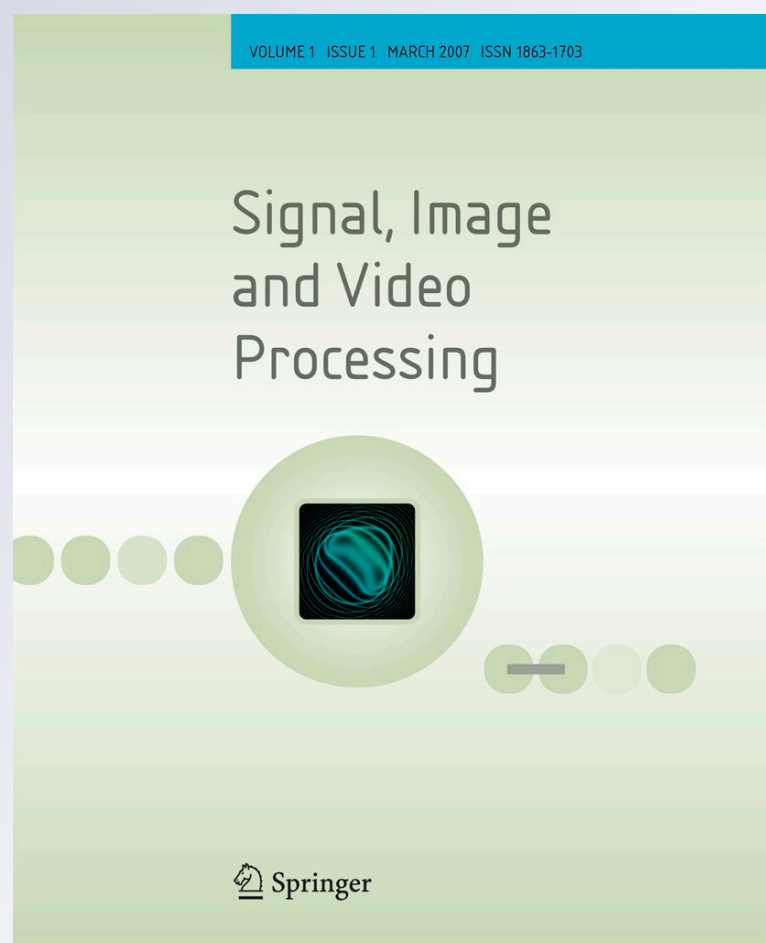 VOLUME 1 ISSUE 1 MARCH 2007 ISSN 1863-1703
Signal, Image
and Video
Processing
Springer